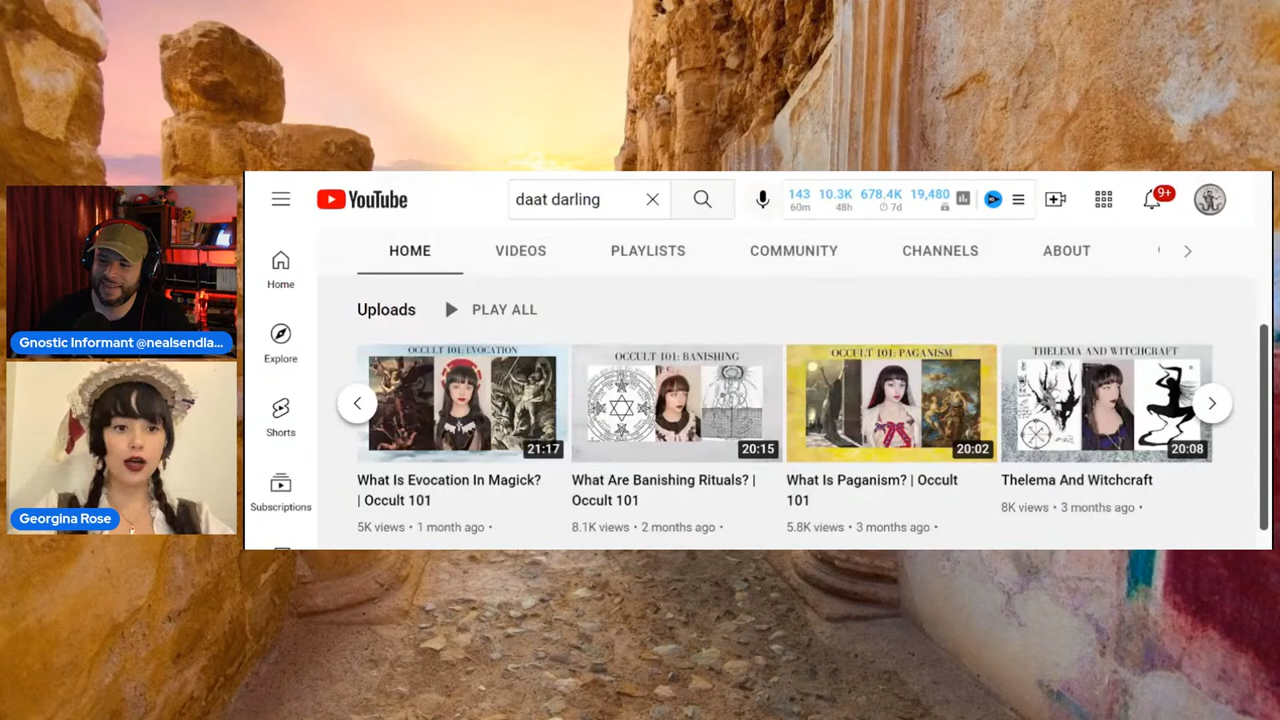 YouTube
daat darling
143 10.3K 678.4K 19,480
60m 48h 7d
9+
HOME VIDEOS PLAYLISTS COMMUNITY CHANNELS ABOUT
Home
Explore
Shorts
Subscriptions
Uploads PLAY ALL
OCCULT 101: EVOCATION
21:17
What Is Evocation In Magick?
| Occult 101
5K views • 1 month ago •
OCCULT 101: BANISHING
20:15
What Are Banishing Rituals? |
Occult 101
8.1K views • 2 months ago •
OCCULT 101: PAGANISM
20:02
What Is Paganism? | Occult
101
5.8K views • 3 months ago •
THELEMA AND WITCHCRAFT
20:08
Thelema And Witchcraft
8K views • 3 months ago •
Gnostic Informant @nealsendla...
Georgina Rose